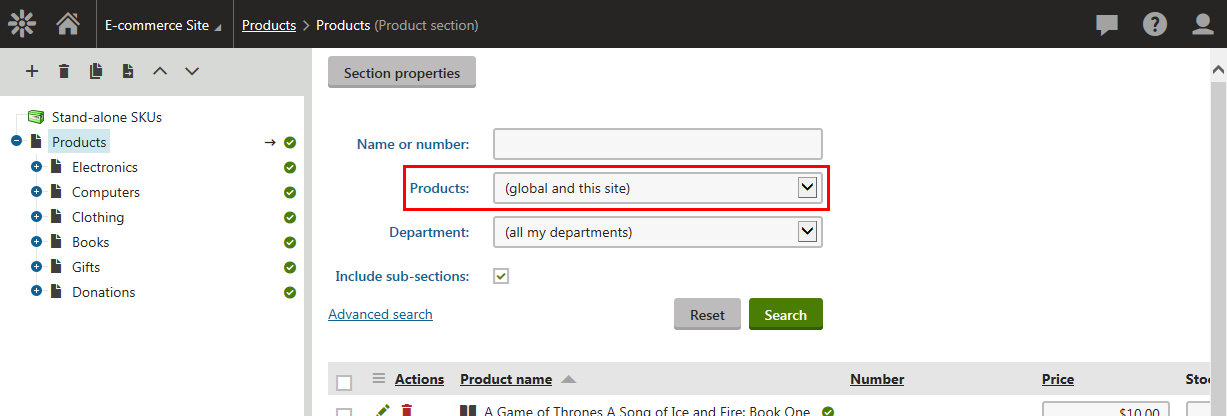 E-commerce Site
Products > Products (Product section)
Section properties
Stand-alone SKUs
Products
Electronics
Computers
Clothing
Books
Gifts
Donations
Name or number:
Products: (global and this site)
Department: (all my departments)
Include sub-sections:
Advanced search
Reset
Search
Actions Product name Number Price Sto
A Game of Thrones A Song of Ice and Fire: Book One $10.00